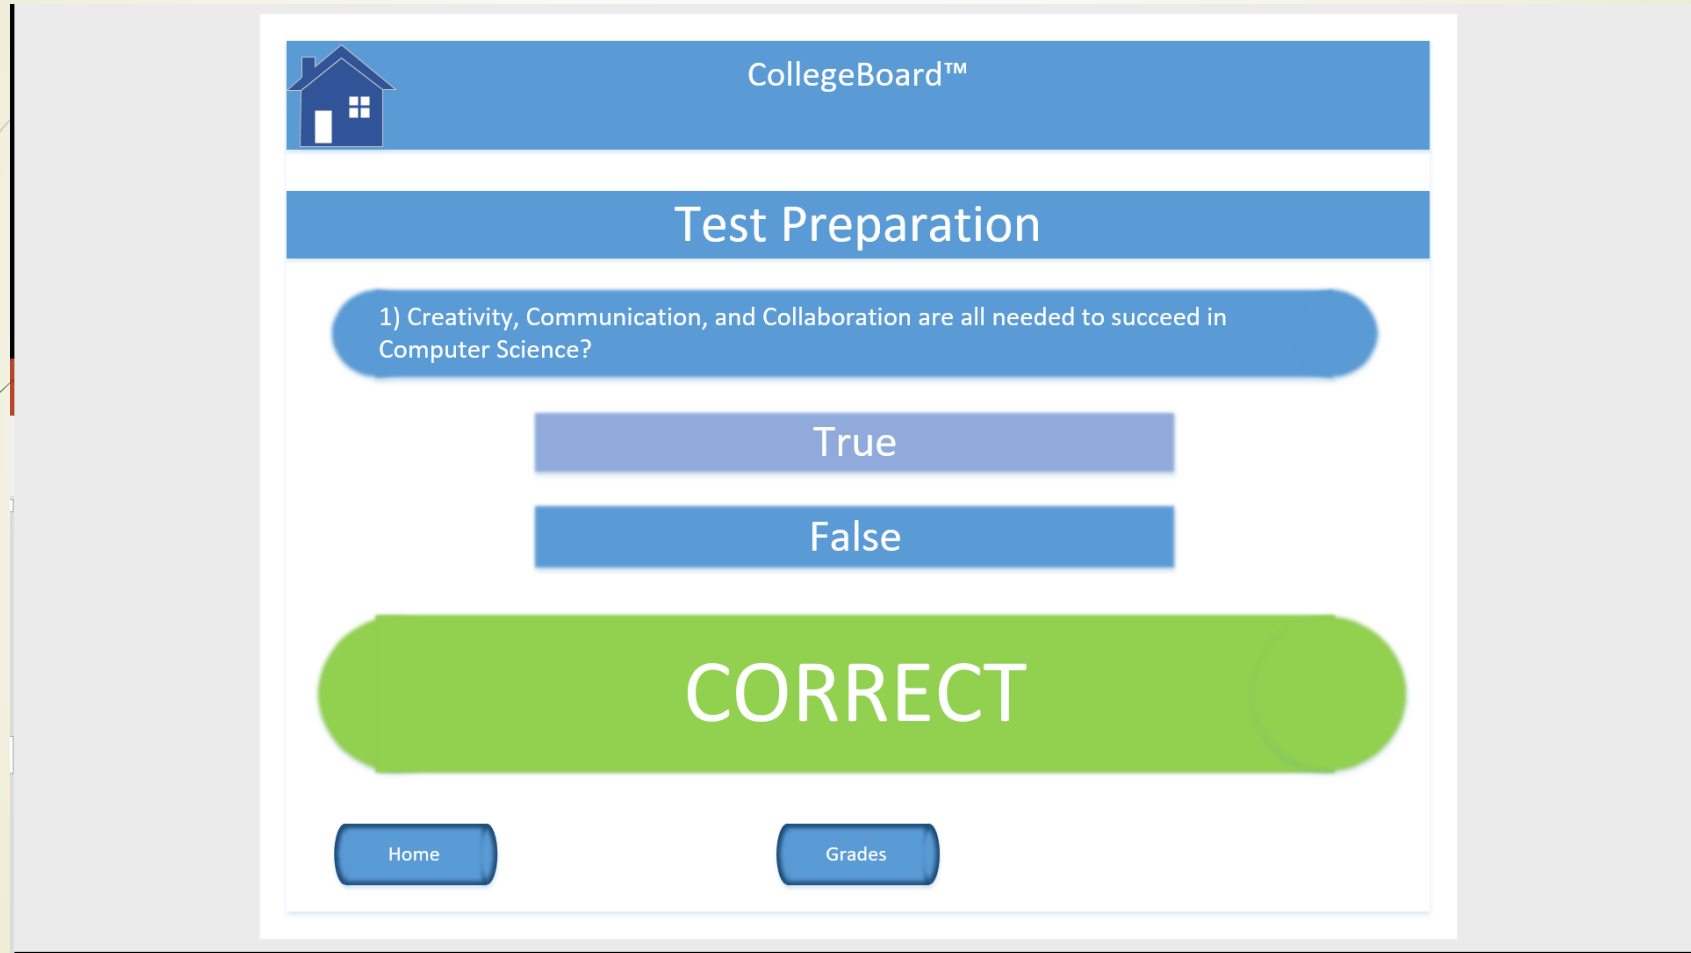 CollegeBoard™
Test Preparation
1) Creativity, Communication, and Collaboration are all needed to succeed in
Computer Science?
True
False
CORRECT
Home
Grades